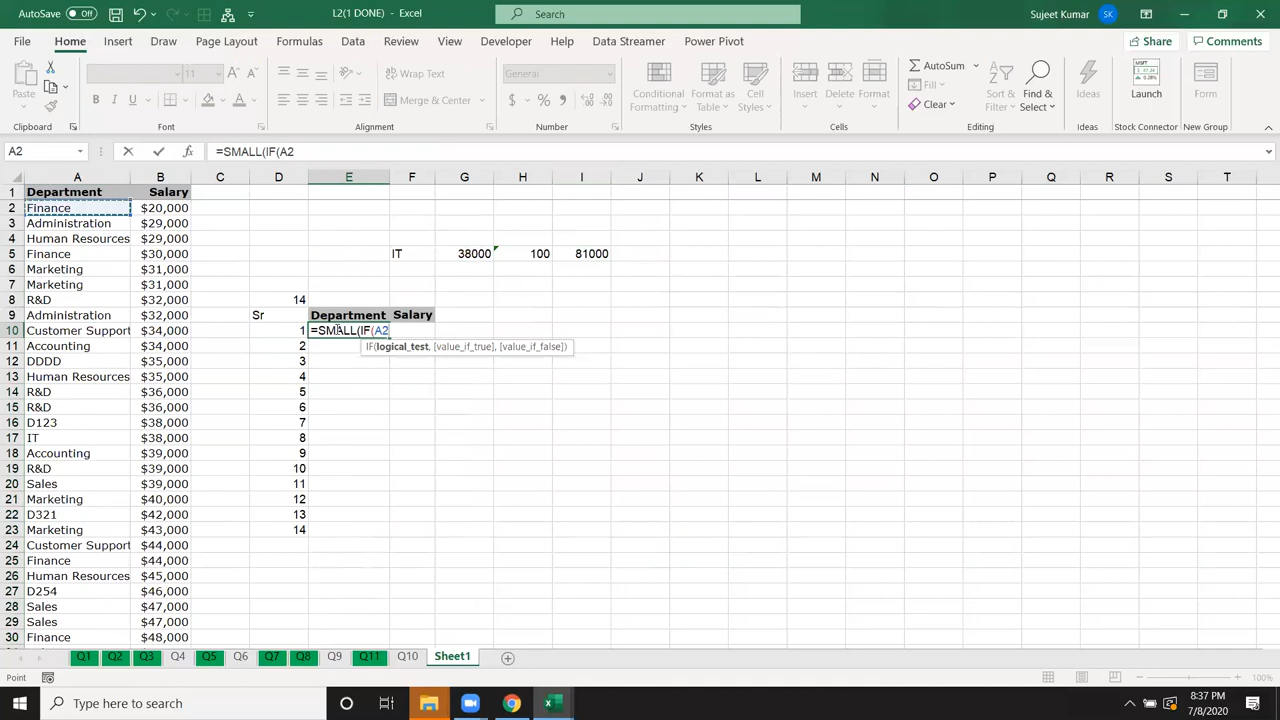 AutoSave Off L2(1 DONE) - Excel Search Sujeet Kumar SK
File Home Insert Draw Page Layout Formulas Data Review View Developer Help Data Streamer Power Pivot Share Comments
Paste 11 Wrap Text General Conditional Format as Cell Insert Delete Format AutoSum Sort & Find & Ideas Launch Form
B I U Merge & Center $ % Formatting Table Styles Fill Filter Select
Clear
Clipboard Font Alignment Number Styles Cells Editing Ideas Stock Connector New Group
A2 fx =SMALL(IF(A2
A B C D E F G H I J K L M N O P Q R S T
1 Department Salary
2 Finance $20,000
3 Administration $29,000
4 Human Resources $29,000
5 Finance $30,000 IT 38000 100 81000
6 Marketing $31,000
7 Marketing $31,000
8 R&D $32,000 14
9 Administration $32,000 Sr Department Salary
10 Customer Support $34,000 1 =SMALL(IF(A2
11 Accounting $34,000 2 IF(logical_test, [value_if_true], [value_if_false])
12 DDDD $35,000 3
13 Human Resources $35,000 4
14 R&D $36,000 5
15 R&D $36,000 6
16 D123 $38,000 7
17 IT $38,000 8
18 Accounting $39,000 9
19 R&D $39,000 10
20 Sales $39,000 11
21 Marketing $40,000 12
22 D321 $42,000 13
23 Marketing $43,000 14
24 Customer Support $44,000
25 Finance $44,000
26 Human Resources $45,000
27 D254 $46,000
28 Sales $47,000
29 Sales $47,000
30 Finance $48,000
Q1 Q2 Q3 Q4 Q5 Q6 Q7 Q8 Q9 Q11 Q10 Sheet1
Point 100%
Type here to search 8:37 PM
7/8/2020